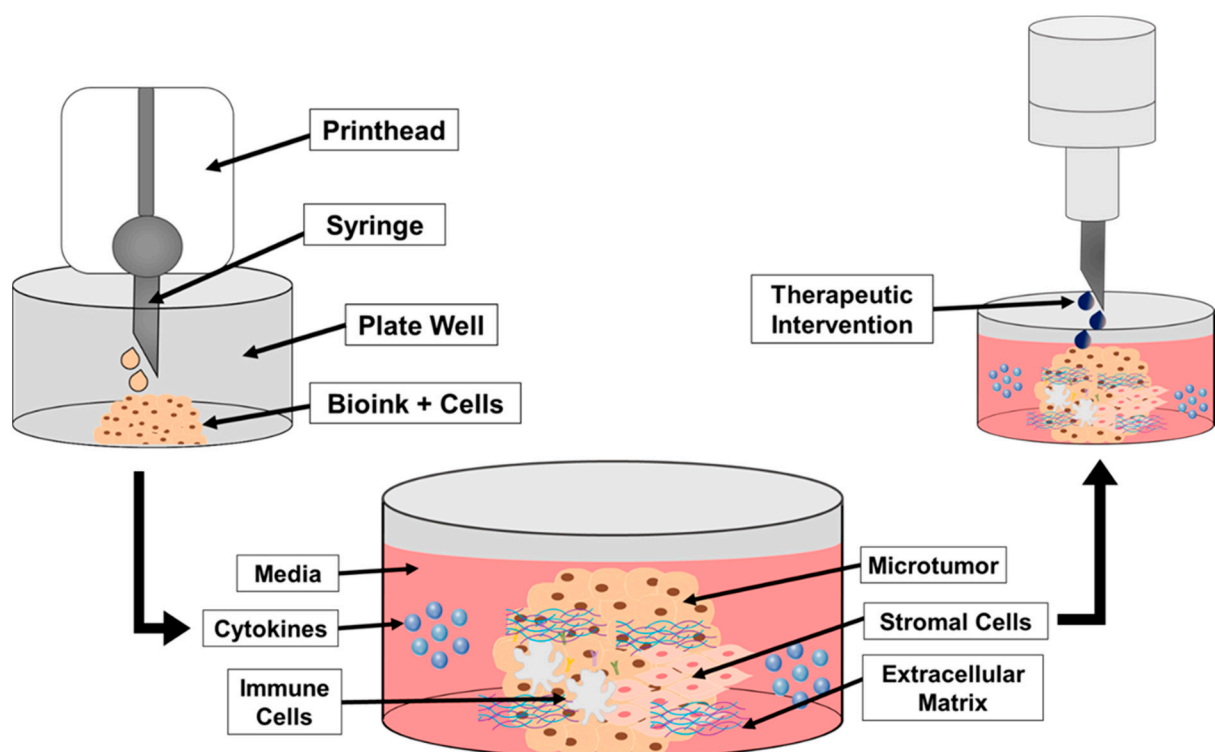 Printhead
Syringe
Plate Well
Bioink + Cells
Therapeutic
Intervention
Media
Cytokines
Immune
Cells
Microtumor
Stromal Cells
Extracellular
Matrix